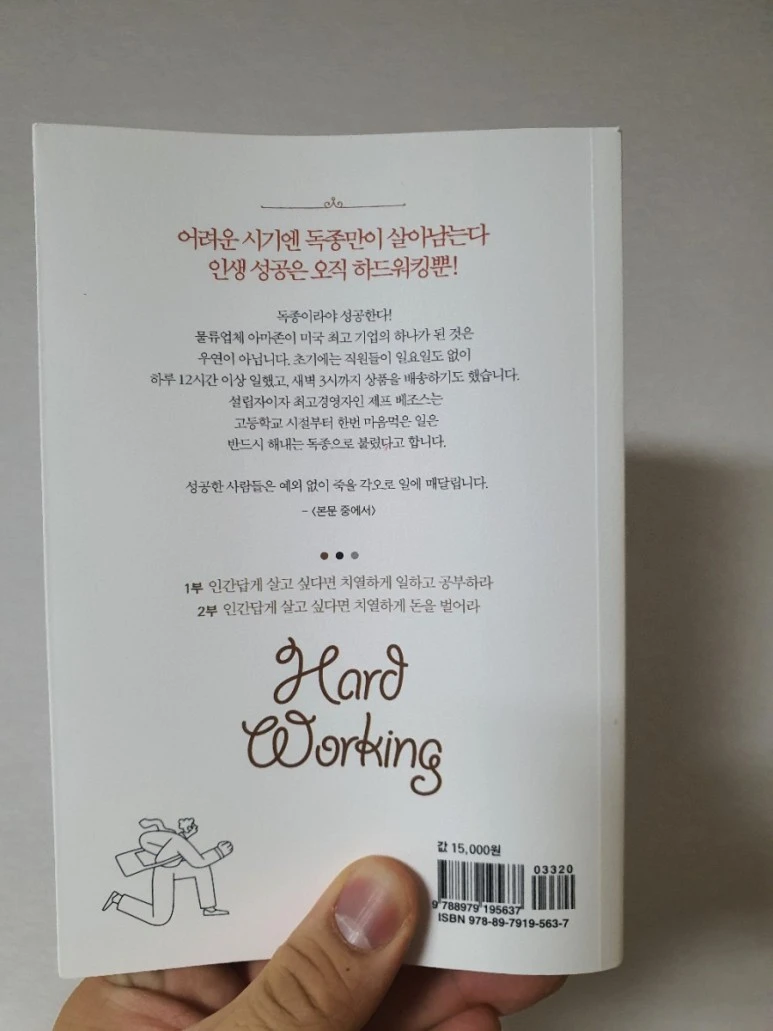 어려운 시기엔 독종만이 살아남는다
인생 성공은 오직 하드워킹뿐!
독종이라야 성공한다!
물류업체 아마존이 미국 최고 기업의 하나가 된 것은
우연이 아닙니다. 초기에는 직원들이 일요일도 없이
하루 12시간 이상 일했고, 새벽 3시까지 상품을 배송하기도 했습니다.
설립자이자 최고경영자인 제프 베조스는
고등학교 시절부터 한번 마음먹은 일은
반드시 해내는 독종으로 불렸다고 합니다.
성공한 사람들은 예외 없이 죽을 각오로 일에 매달립니다.
– 〈본문 중에서〉
1부 인간답게 살고 싶다면 치열하게 일하고 공부하라
2부 인간답게 살고 싶다면 치열하게 돈을 벌어라
Hard
Working
값 15,000원
03320
9 788979 195637
ISBN 978-89-7919-563-7